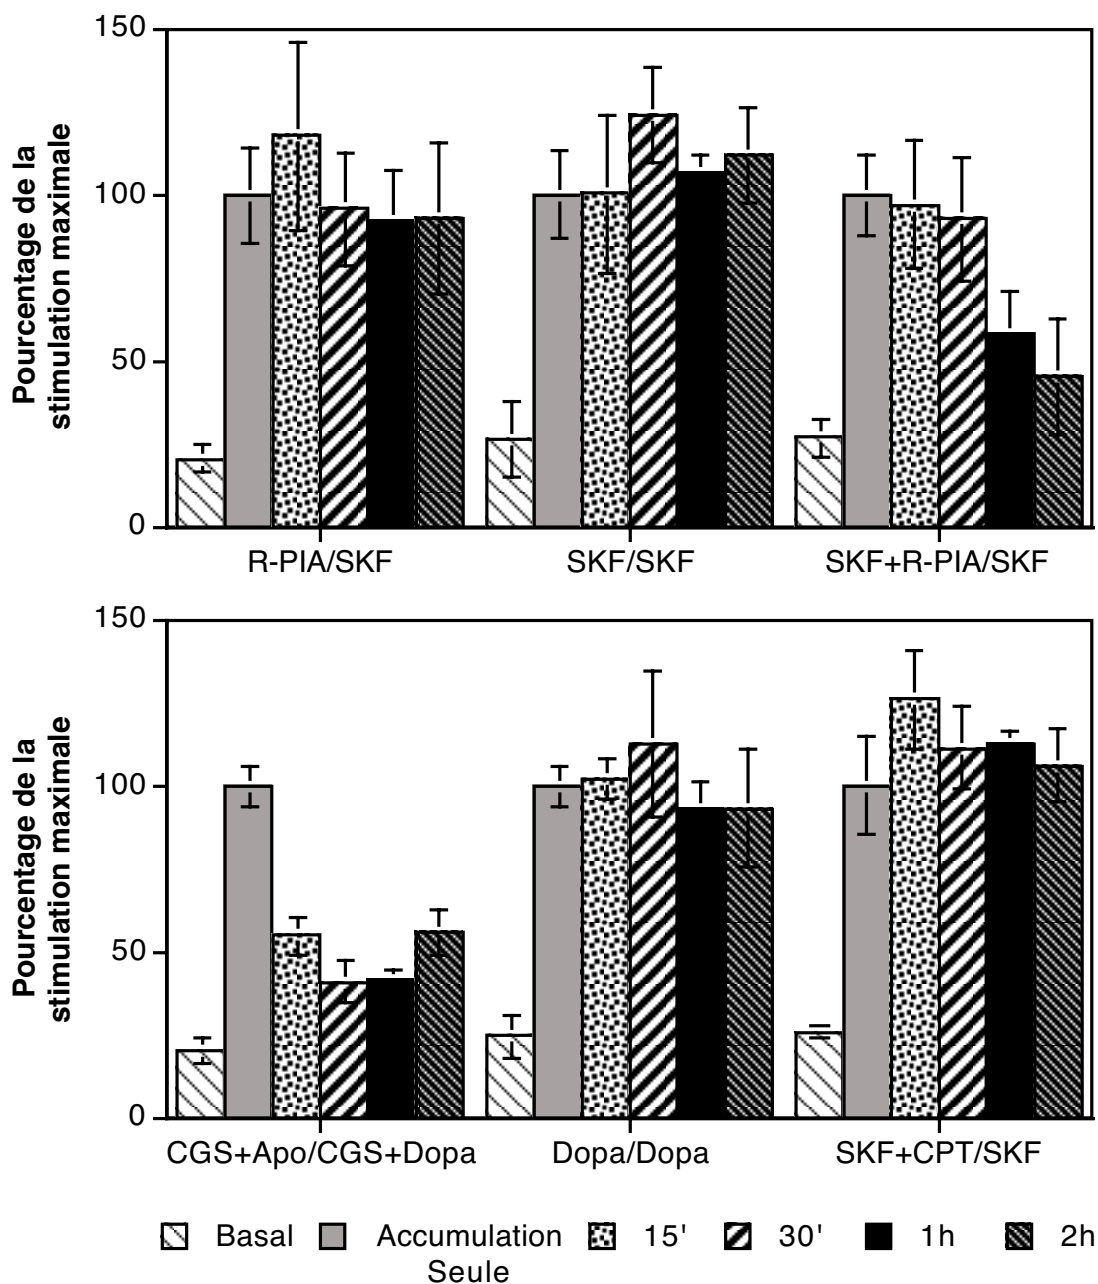 150
100
50
0
Pourcentage de la
stimulation maximale
R-PIA/SKF SKF/SKF SKF+R-PIA/SKF
150
100
50
0
Pourcentage de la
stimulation maximale
CGS+Apo/CGS+Dopa Dopa/Dopa SKF+CPT/SKF
Basal Accumulation 15' 30' 1h 2h
Seule